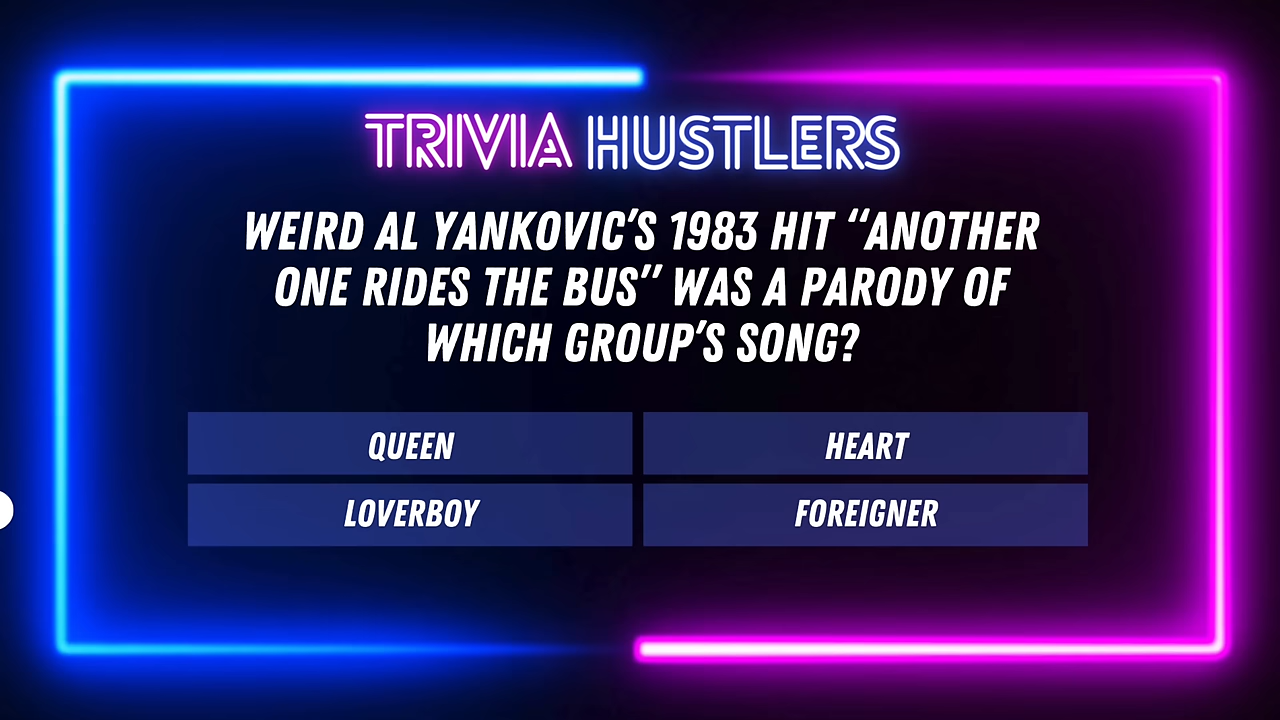 TRIVIA HUSTLERS
WEIRD AL YANKOVIC'S 1983 HIT “ANOTHER
ONE RIDES THE BUS” WAS A PARODY OF
WHICH GROUP'S SONG?
QUEEN
HEART
LOVERBOY
FOREIGNER